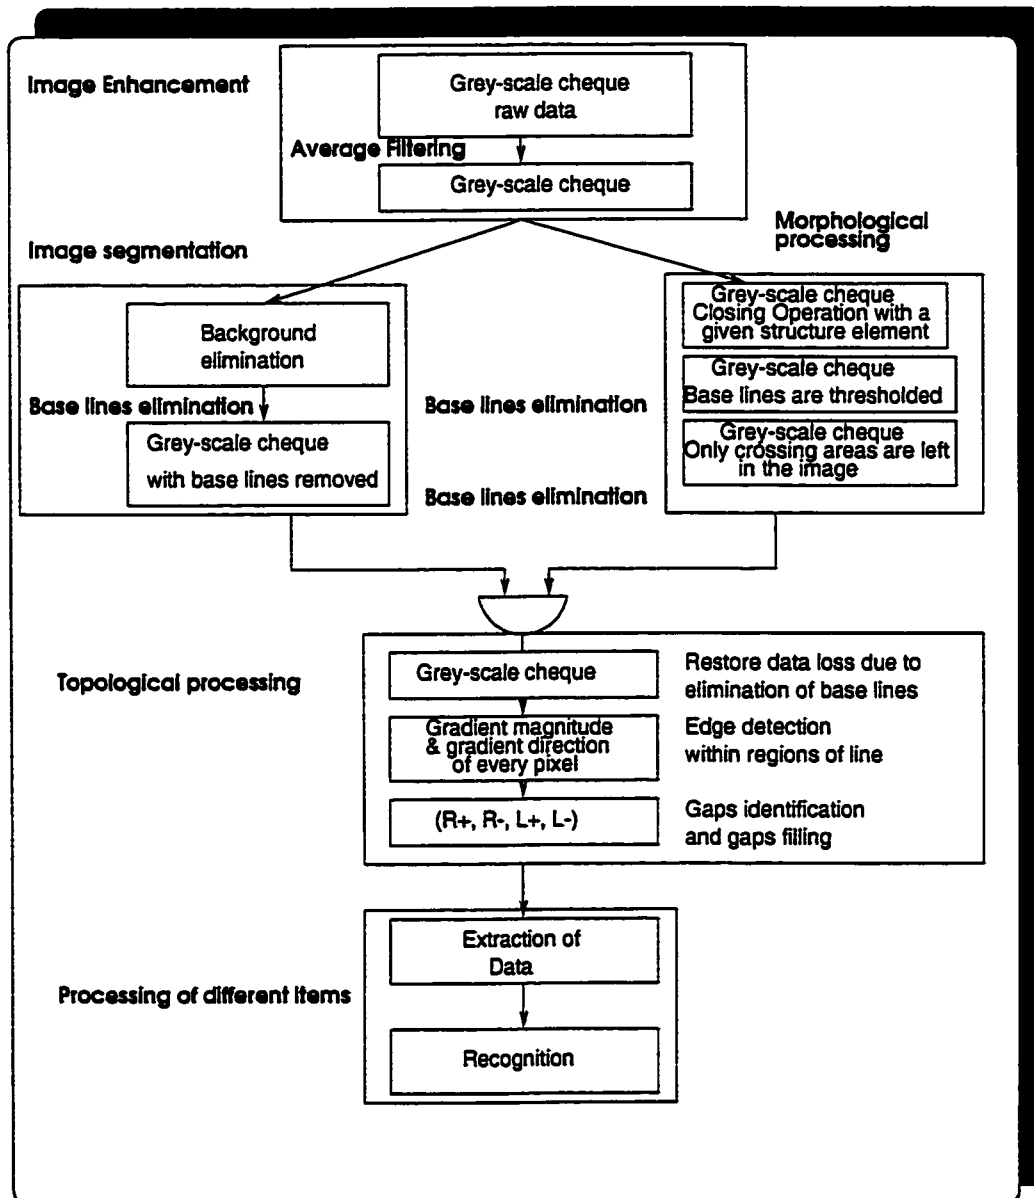 Image Enhancement
Grey-scale cheque
raw data
Average Filtering
Grey-scale cheque
Image segmentation
Morphological
processing
Background
elimination
Base lines elimination
Grey-scale cheque
with base lines removed
Base lines elimination
Base lines elimination
Grey-scale cheque
Closing Operation with a
given structure element
Grey-scale cheque
Base lines are thresholded
Grey-scale cheque
Only crossing areas are left
in the image
Topological processing
Grey-scale cheque
Restore data loss due to
elimination of base lines
Gradient magnitude
& gradient direction
of every pixel
Edge detection
within regions of line
(R+, R-, L+, L-)
Gaps identification
and gaps filling
Processing of different items
Extraction of
Data
Recognition